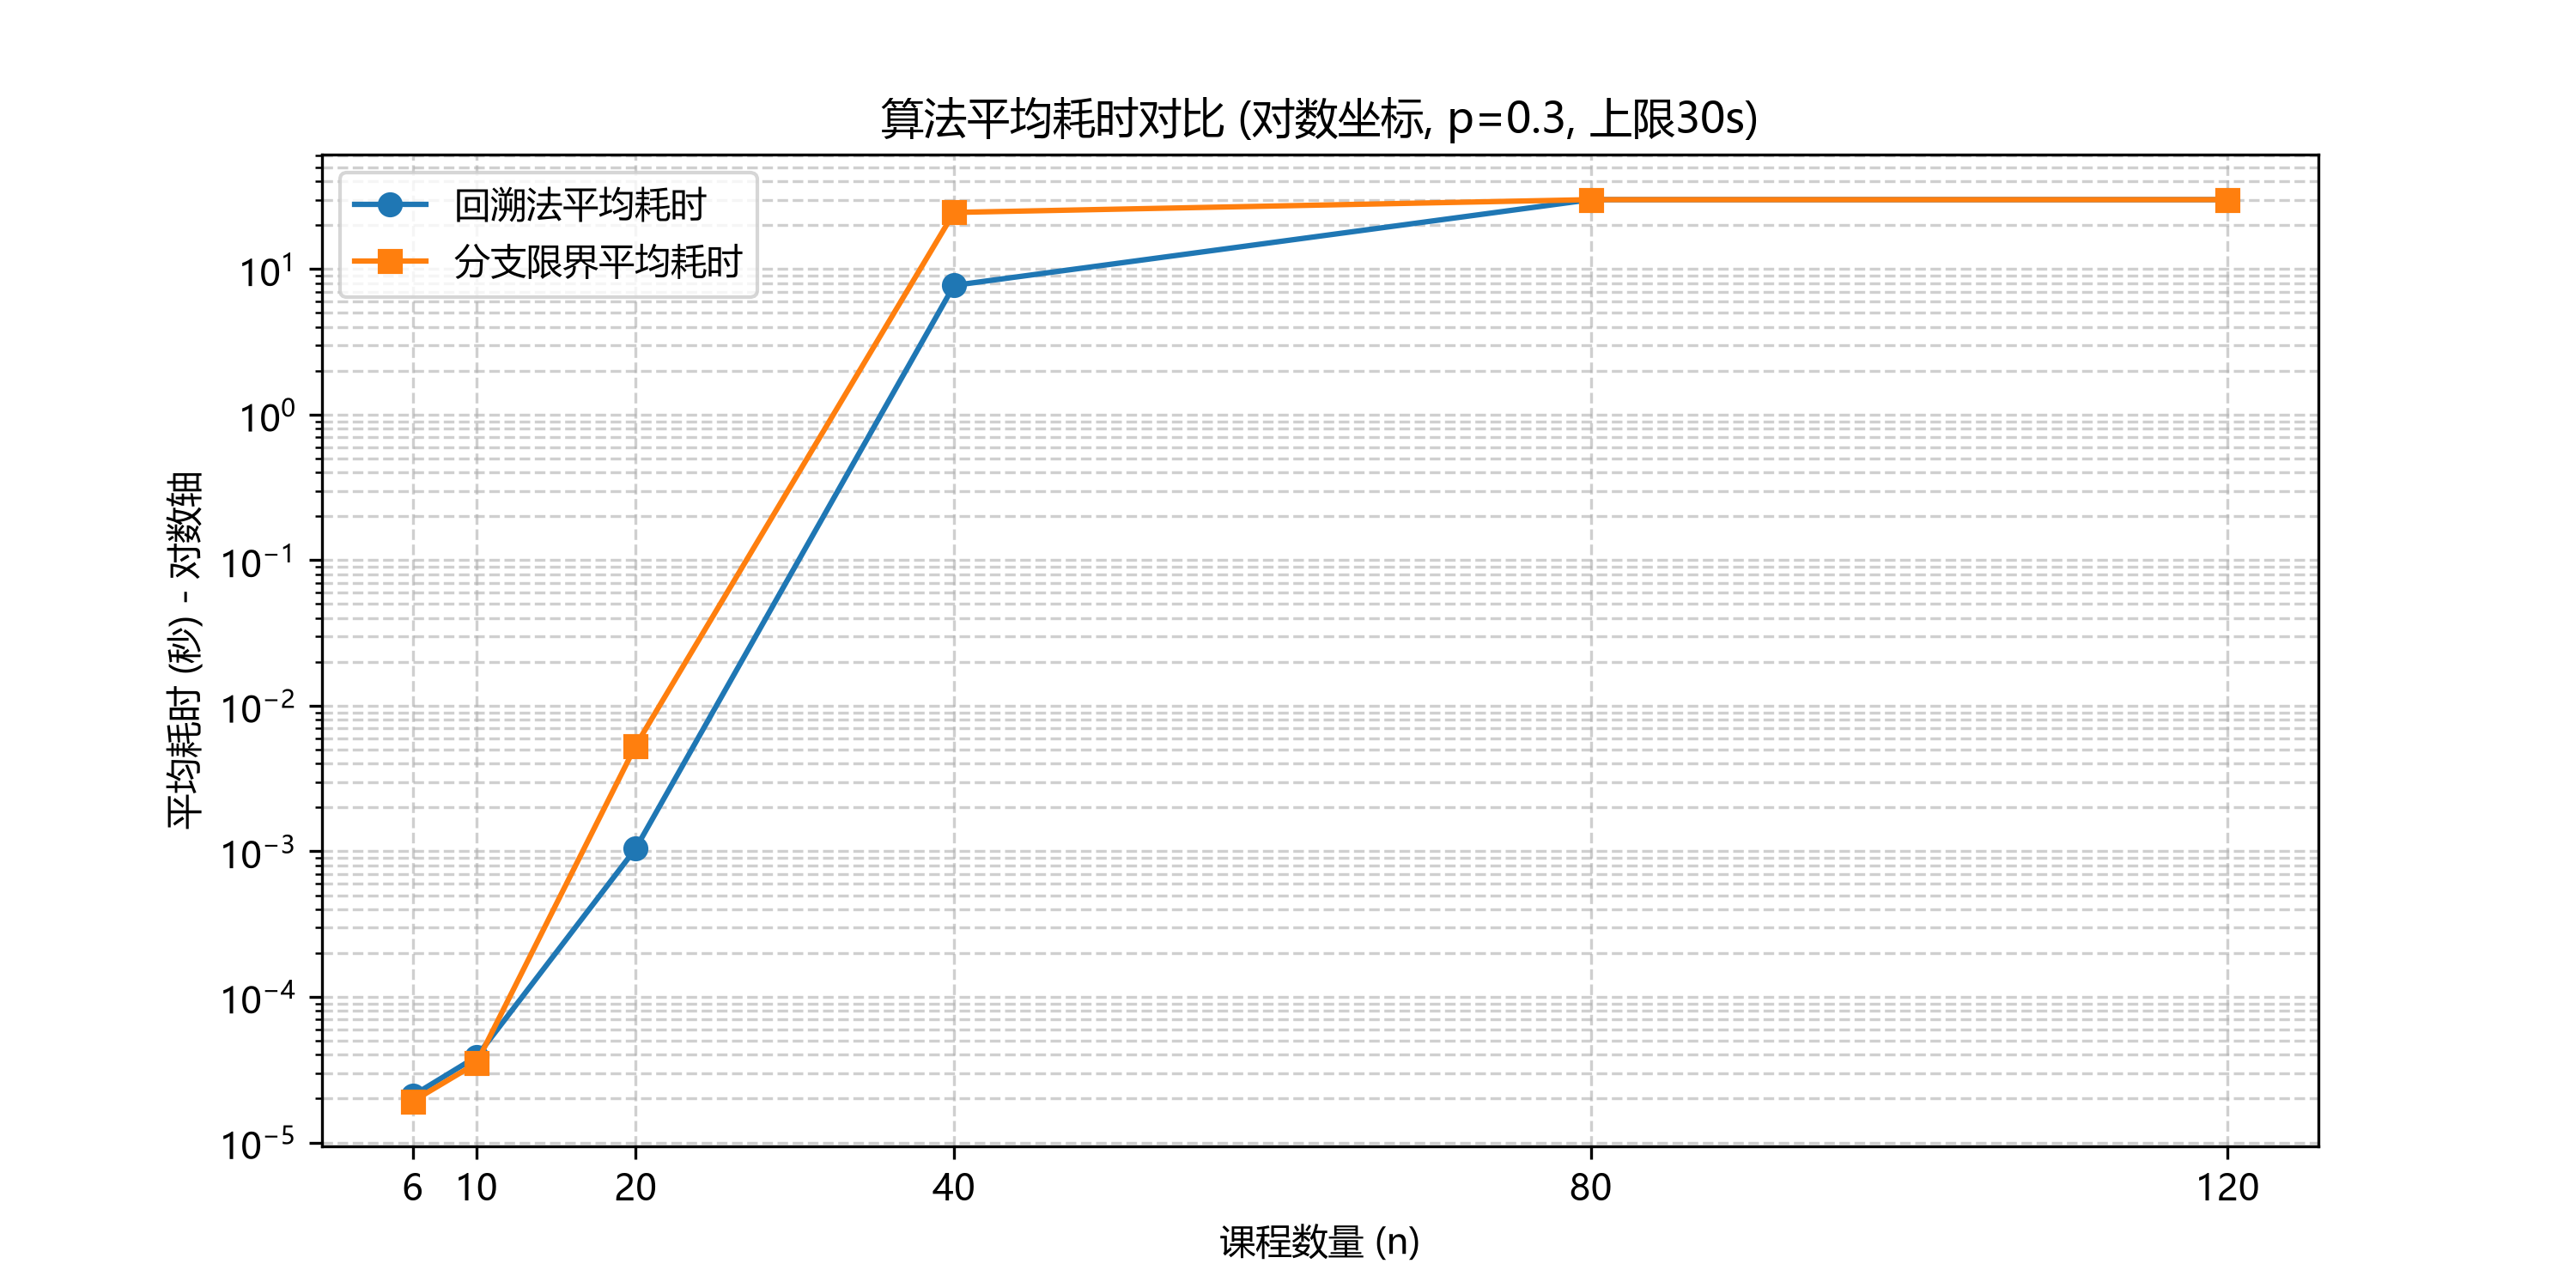 算法平均耗时对比 (对数坐标, p=0.3, 上限30s)
回溯法平均耗时
分支限界平均耗时
平均耗时 (秒) - 对数轴
10¹
10⁰
10⁻¹
10⁻²
10⁻³
10⁻⁴
10⁻⁵
6 10 20 40 80 120
课程数量 (n)